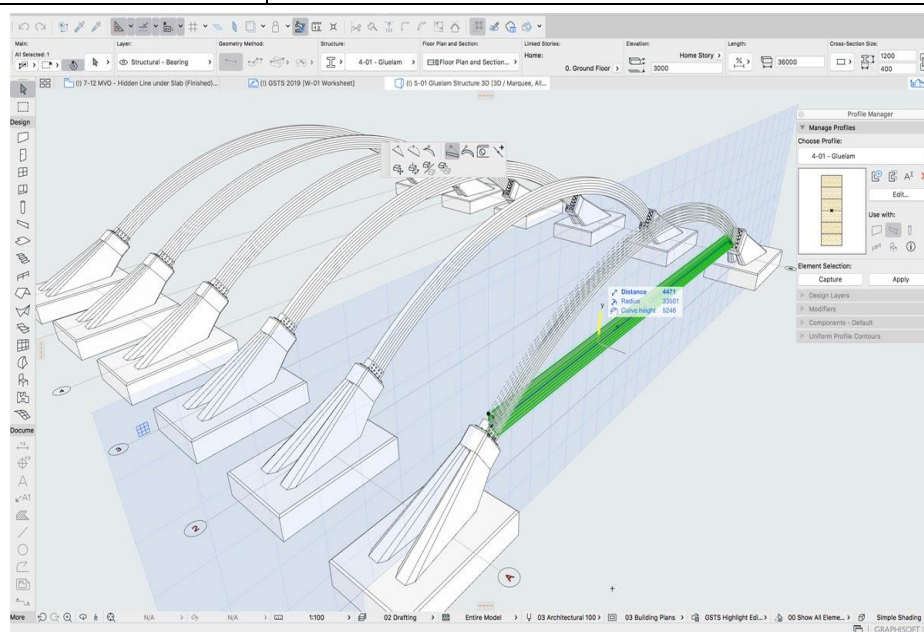 Main:
Layer:
Geometry Method:
Structure:
Floor Plan and Section:
Linked Stories:
Elevation:
Length:
Cross-Section Size:
All Selected: 1
Structural - Bearing
4-01 - Gluelam
Floor Plan and Section...
Home:
0. Ground Floor
Home Story
3000
36000
1200
400
(!) 7-12 MVO - Hidden Line under Slab (Finished)...
(!) GSTS 2019 [W-01 Worksheet]
(!) 5-01 Gluelam Structure 3D [3D / Marquee, All...
Design
Docume
More
Profile Manager
Manage Profiles
Choose Profile:
4-01 - Gluelam
Edit...
Use with:
Element Selection:
Capture
Apply
Design Layers
Modifiers
Components - Default
Uniform Profile Contours
Distance 4471
Radius 33501
Curve height 5246
y
3
2
A
N/A
N/A
1:100
02 Drafting
Entire Model
03 Architectural 100
03 Building Plans
GSTS Highlight Edi...
00 Show All Eleme...
Simple Shading
GRAPHISOFT